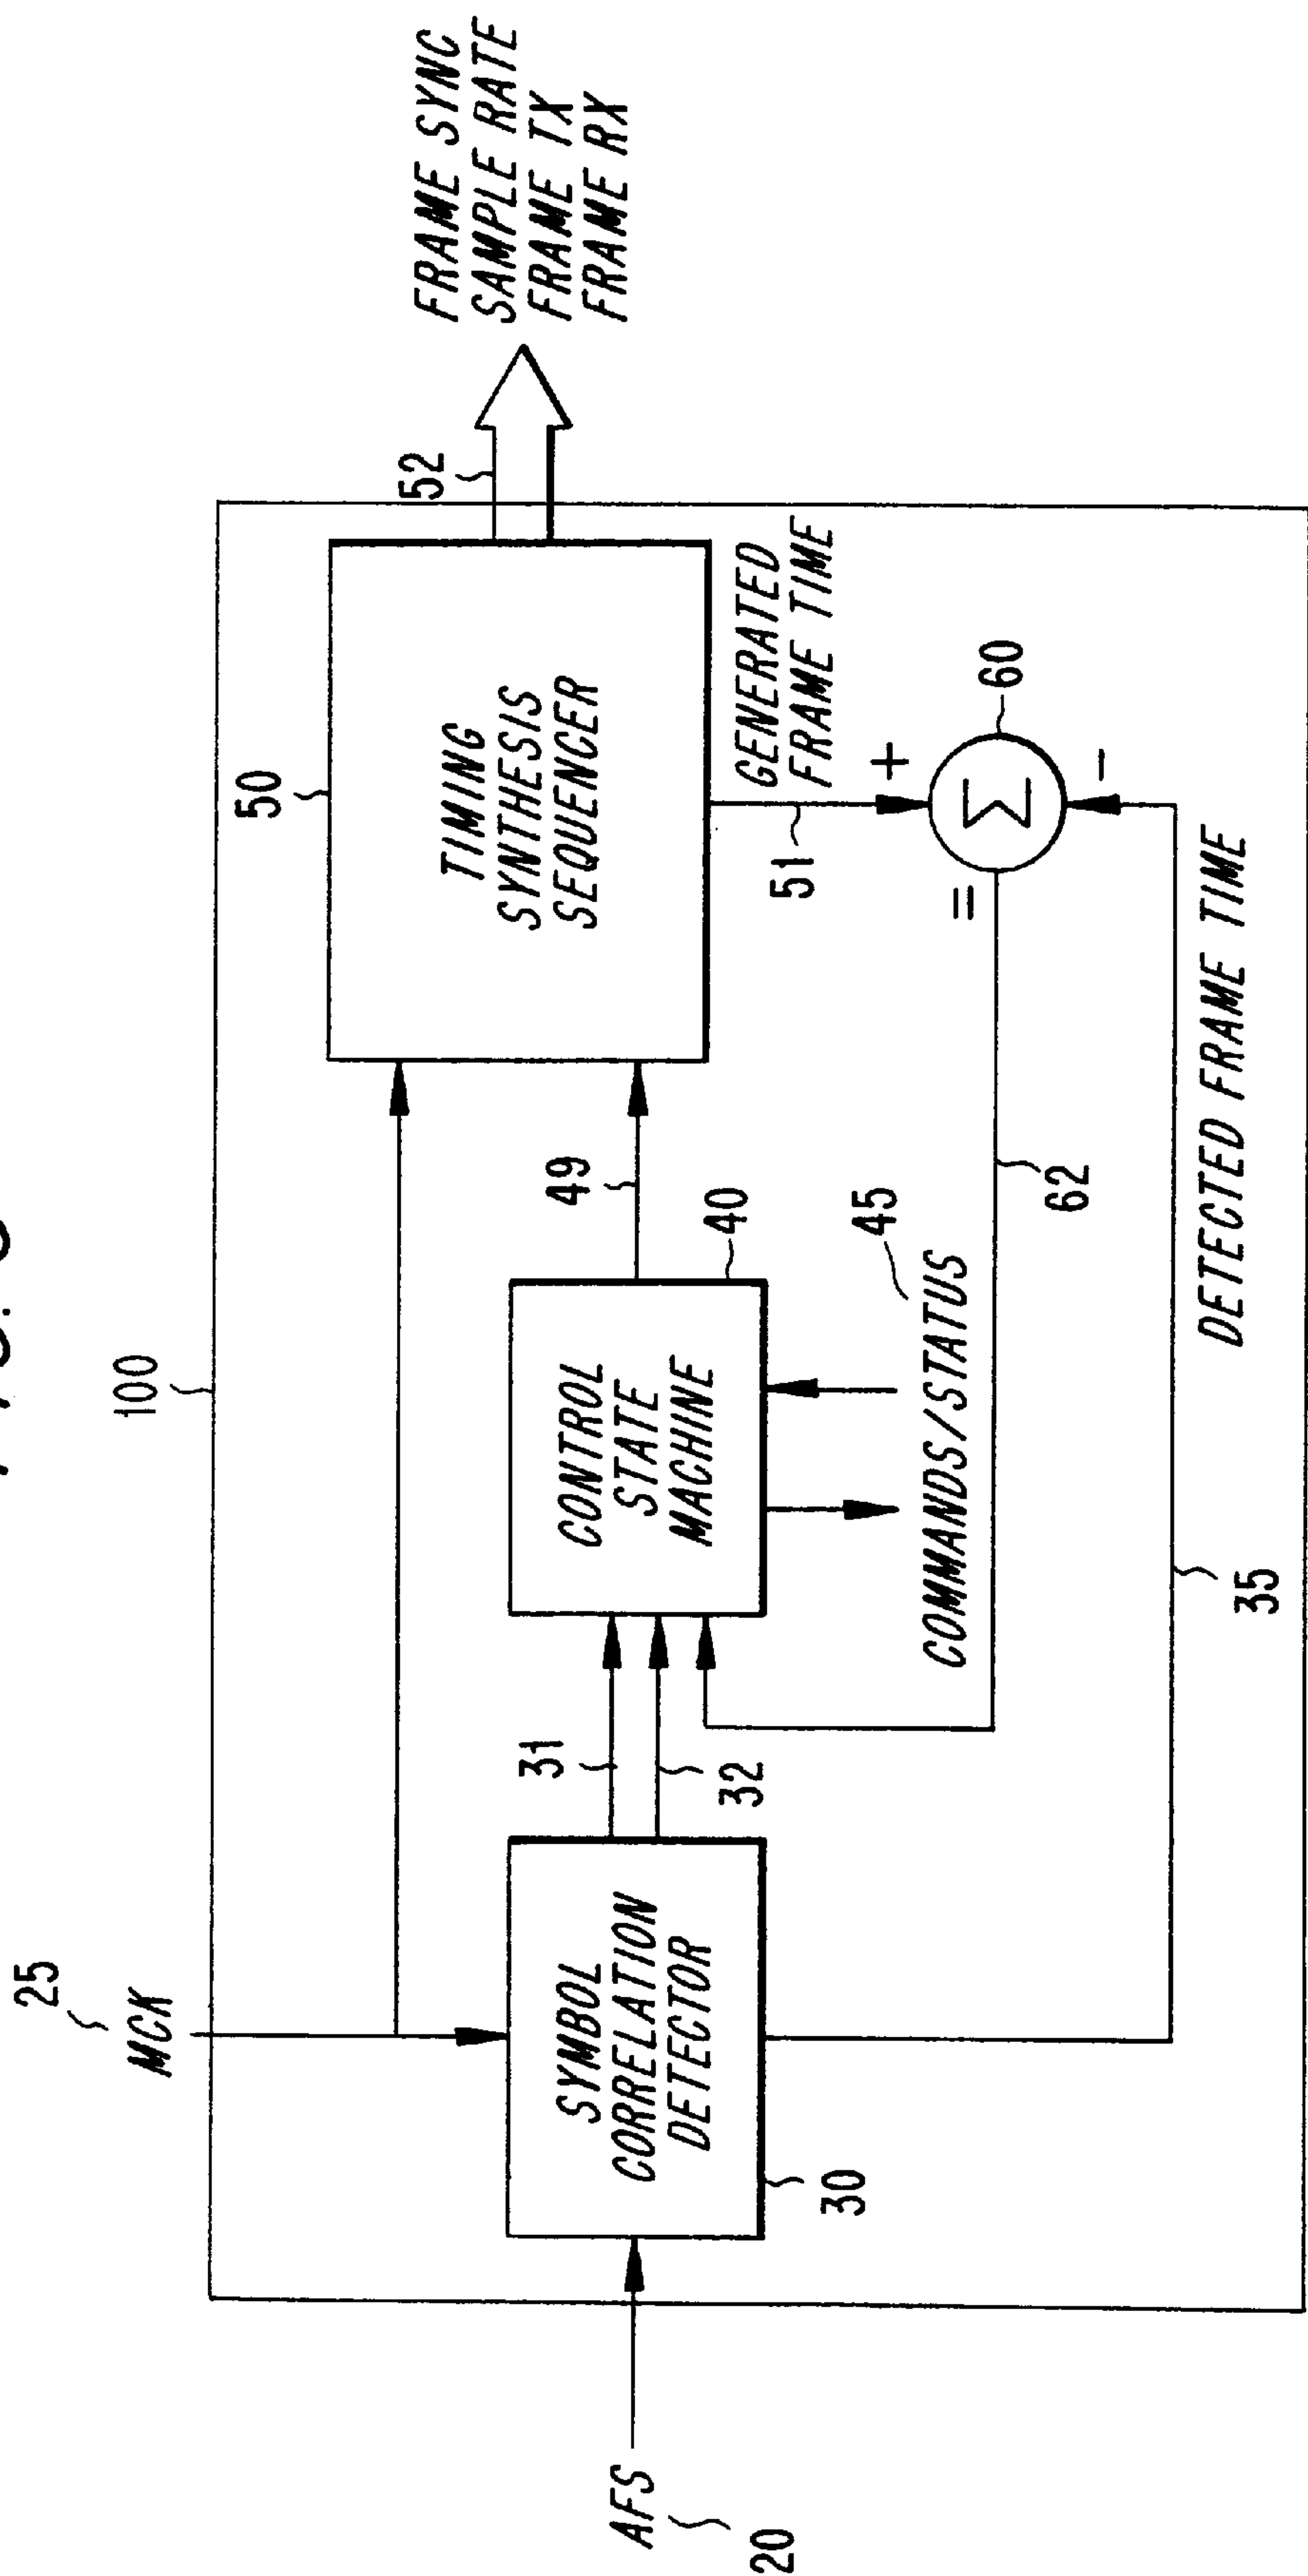 100
25
MCK
AFS
20
SYMBOL
CORRELATION
DETECTOR
30
31
32
CONTROL
STATE
MACHINE
40
49
COMMANDS/STATUS
45
TIMING
SYNTHESIS
SEQUENCER
50
52
FRAME SYNC
SAMPLE RATE
FRAME TX
FRAME RX
GENERATED
FRAME TIME
51
+
Σ
−
=
60
62
DETECTED FRAME TIME
35